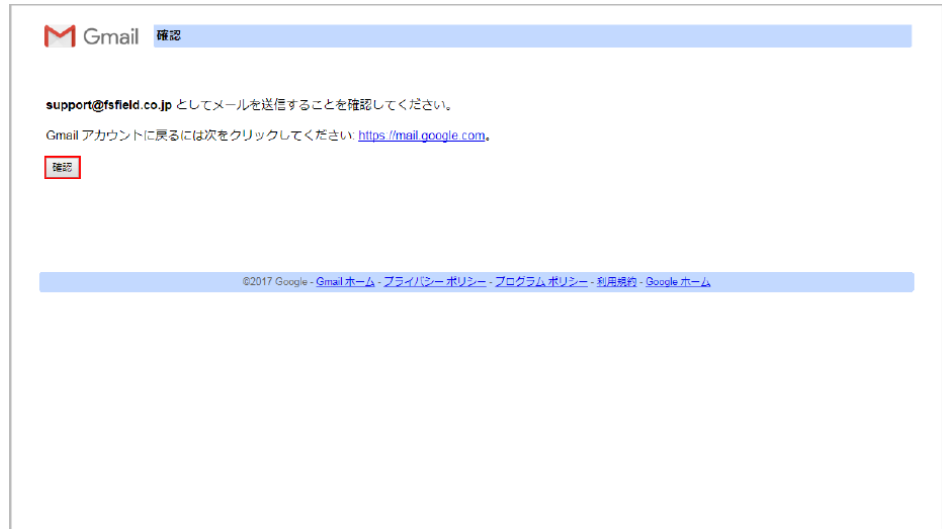 Gmail 確認
support@fsfield.co.jp としてメールを送信することを確認してください。
Gmail アカウントに戻るには次をクリックしてください: https://mail.google.com。
確認
©2017 Google - Gmail ホーム - プライバシー ポリシー - プログラム ポリシー - 利用規約 - Google ホーム